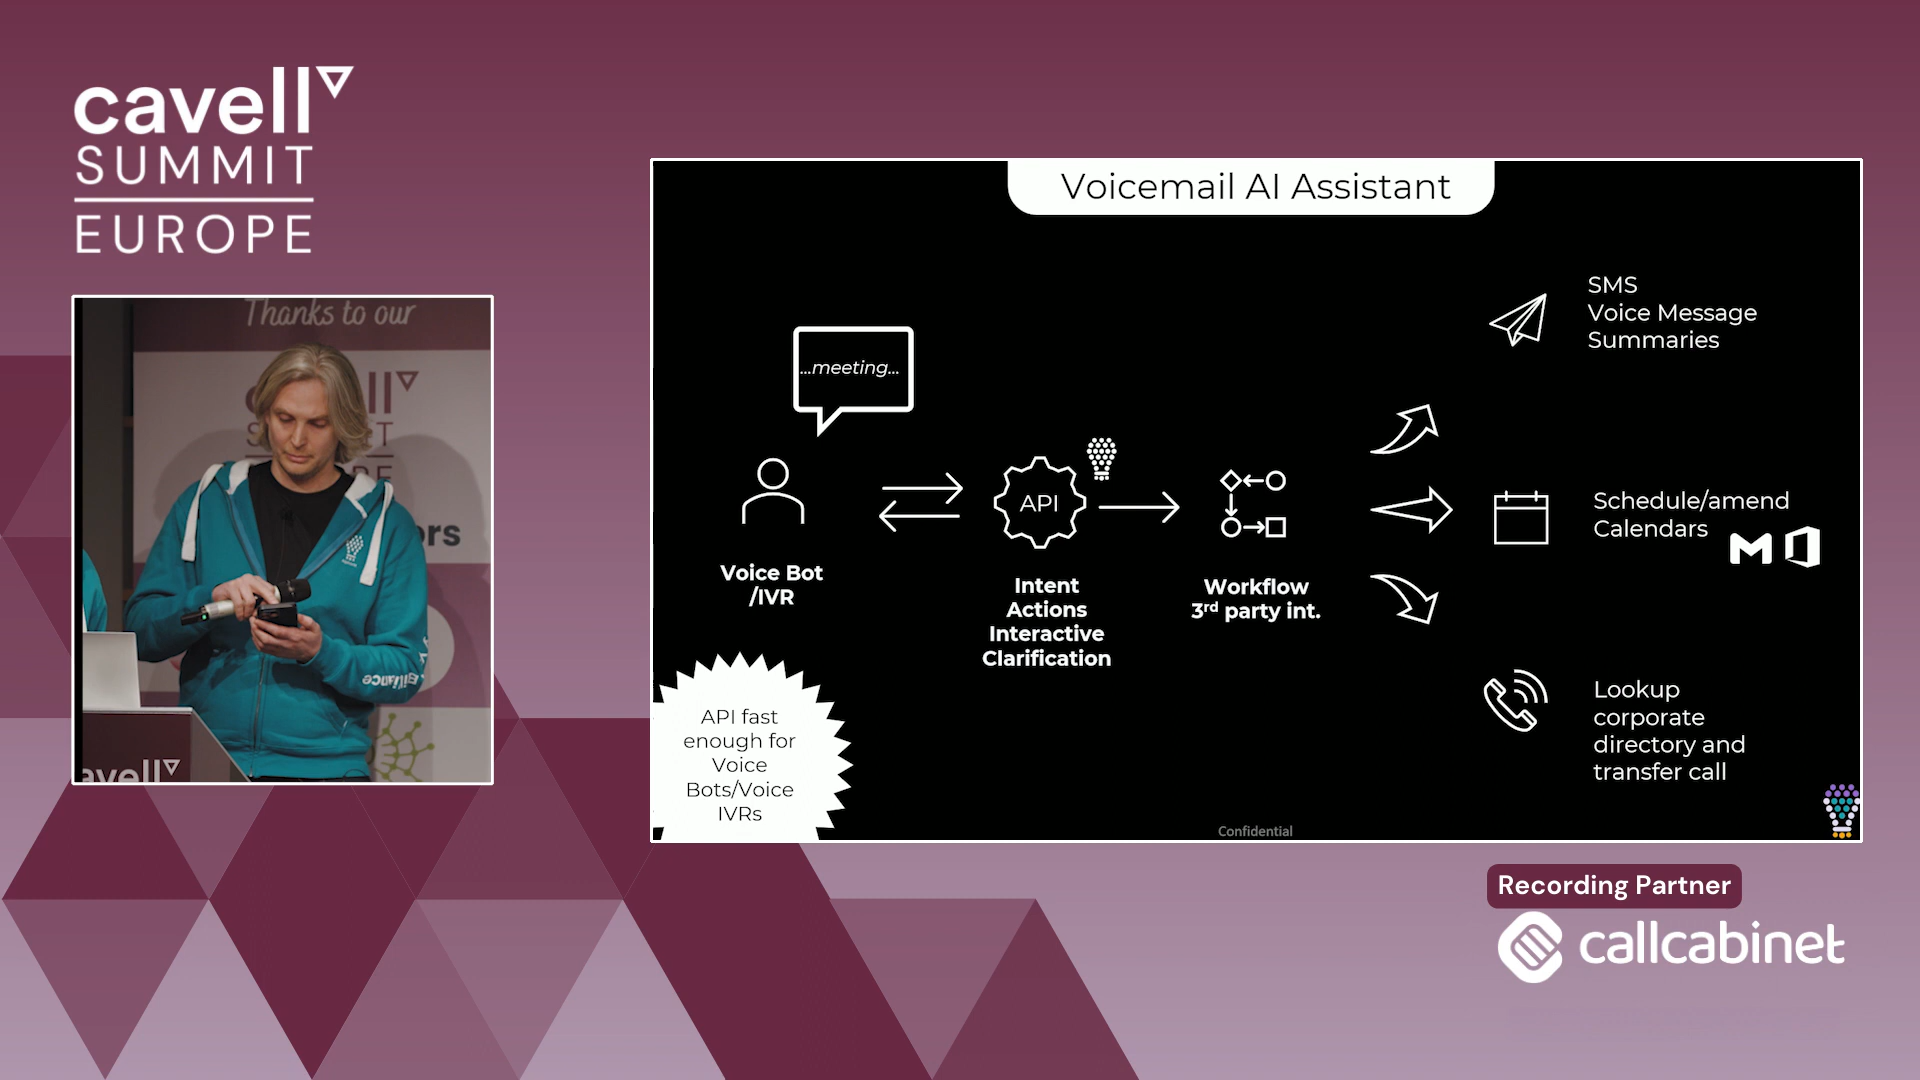 cavell
SUMMIT
EUROPE
Thanks to our
ors
avell
Voicemail AI Assistant
...meeting...
API
Voice Bot
/IVR
Intent
Actions
Interactive
Clarification
Workflow
3rd party int.
SMS
Voice Message
Summaries
Schedule/amend
Calendars
Lookup
corporate
directory and
transfer call
API fast
enough for
Voice
Bots/Voice
IVRs
Confidential
Recording Partner
callcabinet